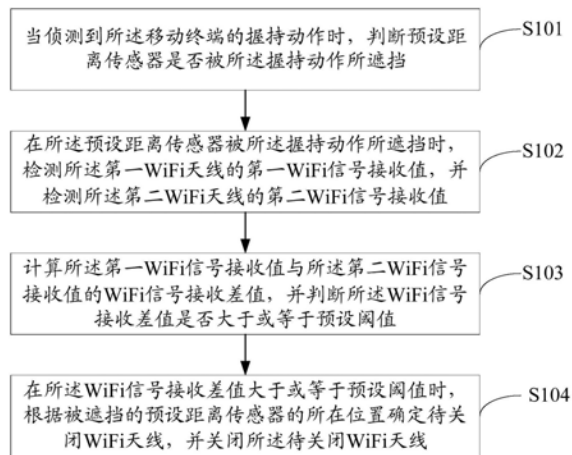 当侦测到所述移动终端的握持动作时，判断预设距
离传感器是否被所述握持动作所遮挡
S101
在所述预设距离传感器被所述握持动作所遮挡时，
检测所述第一WiFi天线的第一WiFi信号接收值，并
检测所述第二WiFi天线的第二WiFi信号接收值
S102
计算所述第一WiFi信号接收值与所述第二WiFi信号
接收值的WiFi信号接收差值，并判断所述WiFi信号
接收差值是否大于或等于预设阈值
S103
在所述WiFi信号接收差值大于或等于预设阈值时，
根据被遮挡的预设距离传感器的所在位置确定待关
闭WiFi天线，并关闭所述待关闭WiFi天线
S104